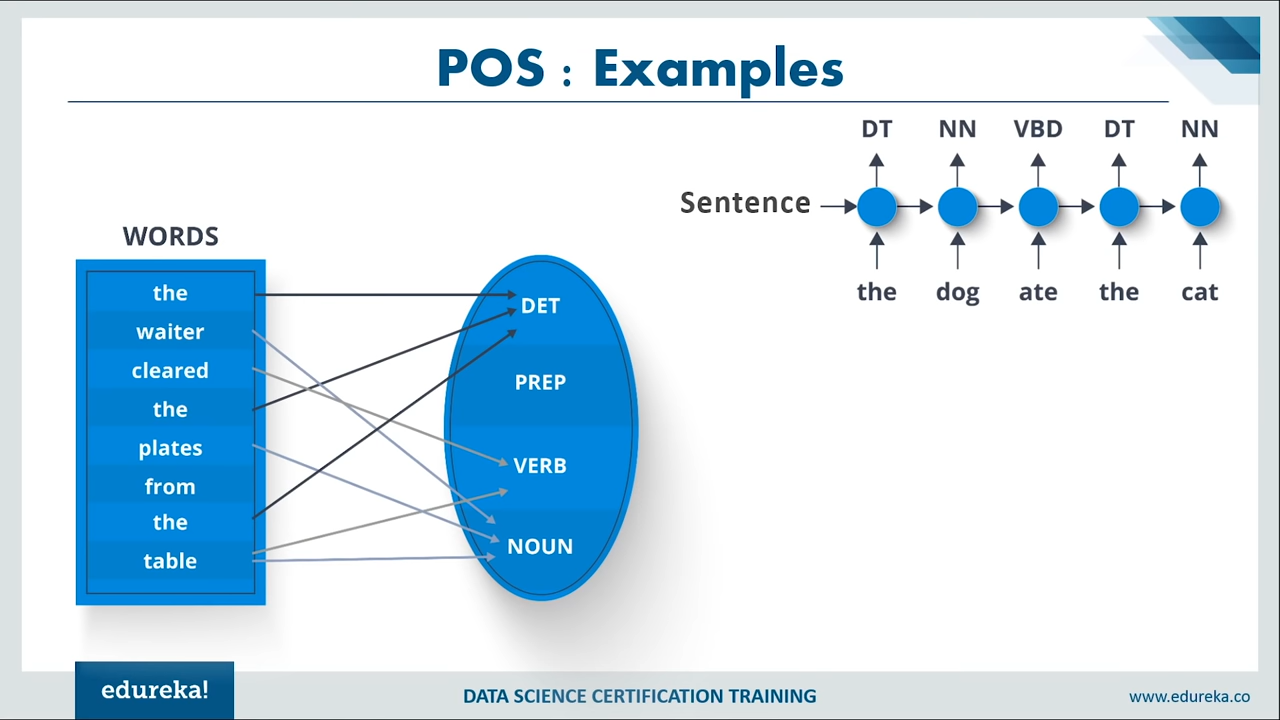 POS : Examples
DT NN VBD DT NN
Sentence
the dog ate the cat
WORDS
the
waiter
cleared
the
plates
from
the
table
DET
PREP
VERB
NOUN
edureka!
DATA SCIENCE CERTIFICATION TRAINING
www.edureka.co